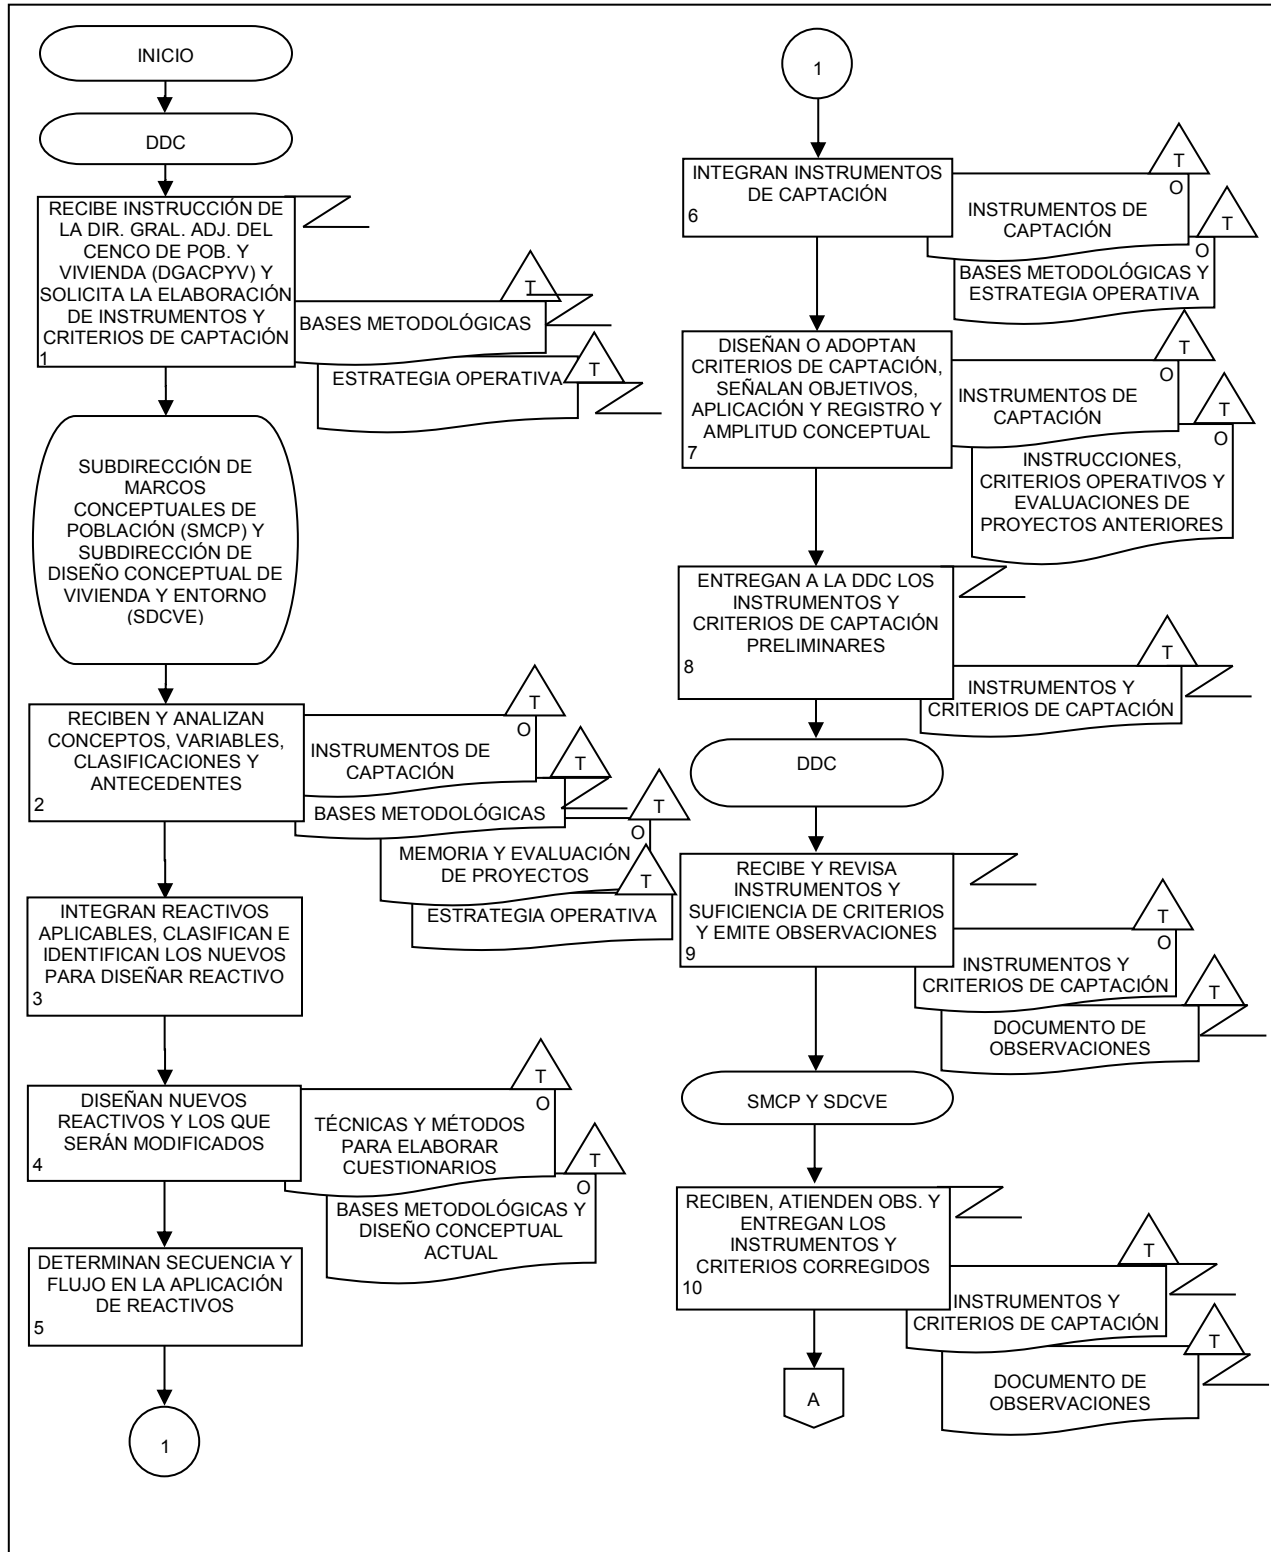 INICIO
DDC
RECIBE INSTRUCCIÓN DE
LA DIR. GRAL. ADJ. DEL
CENCO DE POB. Y
VIVIENDA (DGACPYV) Y
SOLICITA LA ELABORACIÓN
DE INSTRUMENTOS Y
CRITERIOS DE CAPTACIÓN
1
T
BASES METODOLÓGICAS
T
ESTRATEGIA OPERATIVA
SUBDIRECCIÓN DE
MARCOS
CONCEPTUALES DE
POBLACIÓN (SMCP) Y
SUBDIRECCIÓN DE
DISEÑO CONCEPTUAL DE
VIVIENDA Y ENTORNO
(SDCVE)
RECIBEN Y ANALIZAN
CONCEPTOS, VARIABLES,
CLASIFICACIONES Y
ANTECEDENTES
2
T
O
INSTRUMENTOS DE
CAPTACIÓN
T
BASES METODOLÓGICAS
T
O
MEMORIA Y EVALUACIÓN
DE PROYECTOS
T
ESTRATEGIA OPERATIVA
INTEGRAN REACTIVOS
APLICABLES, CLASIFICAN E
IDENTIFICAN LOS NUEVOS
PARA DISEÑAR REACTIVO
3
DISEÑAN NUEVOS
REACTIVOS Y LOS QUE
SERÁN MODIFICADOS
4
T
O
TÉCNICAS Y MÉTODOS
PARA ELABORAR
CUESTIONARIOS
T
O
BASES METODOLÓGICAS Y
DISEÑO CONCEPTUAL
ACTUAL
DETERMINAN SECUENCIA Y
FLUJO EN LA APLICACIÓN
DE REACTIVOS
5
1
1
INTEGRAN INSTRUMENTOS
DE CAPTACIÓN
6
T
O
INSTRUMENTOS DE
CAPTACIÓN
T
O
BASES METODOLÓGICAS Y
ESTRATEGIA OPERATIVA
DISEÑAN O ADOPTAN
CRITERIOS DE CAPTACIÓN,
SEÑALAN OBJETIVOS,
APLICACIÓN Y REGISTRO Y
AMPLITUD CONCEPTUAL
7
T
O
INSTRUMENTOS DE
CAPTACIÓN
T
O
INSTRUCCIONES,
CRITERIOS OPERATIVOS Y
EVALUACIONES DE
PROYECTOS ANTERIORES
ENTREGAN A LA DDC LOS
INSTRUMENTOS Y
CRITERIOS DE CAPTACIÓN
PRELIMINARES
8
T
INSTRUMENTOS Y
CRITERIOS DE CAPTACIÓN
DDC
RECIBE Y REVISA
INSTRUMENTOS Y
SUFICIENCIA DE CRITERIOS
Y EMITE OBSERVACIONES
9
T
O
INSTRUMENTOS Y
CRITERIOS DE CAPTACIÓN
T
DOCUMENTO DE
OBSERVACIONES
SMCP Y SDCVE
RECIBEN, ATIENDEN OBS. Y
ENTREGAN LOS
INSTRUMENTOS Y
CRITERIOS CORREGIDOS
10
T
INSTRUMENTOS Y
CRITERIOS DE CAPTACIÓN
T
DOCUMENTO DE
OBSERVACIONES
A